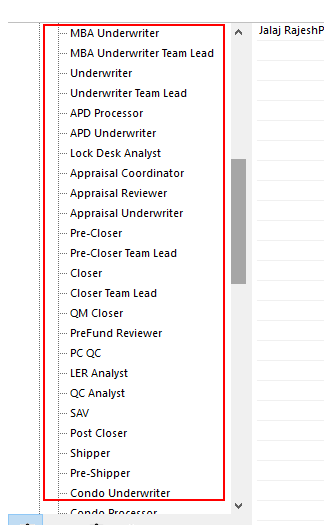 MBA Underwriter
MBA Underwriter Team Lead
Underwriter
Underwriter Team Lead
APD Processor
APD Underwriter
Lock Desk Analyst
Appraisal Coordinator
Appraisal Reviewer
Appraisal Underwriter
Pre-Closer
Pre-Closer Team Lead
Closer
Closer Team Lead
QM Closer
PreFund Reviewer
PC QC
LER Analyst
QC Analyst
SAV
Post Closer
Shipper
Pre-Shipper
Condo Underwriter
Condo Processor
Jalaj RajeshP